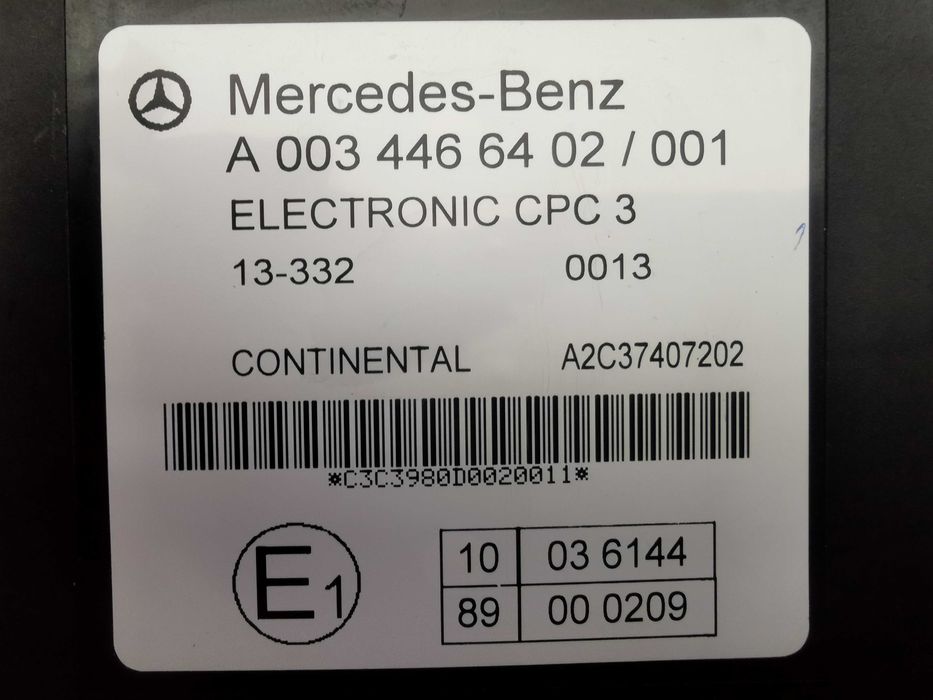 Mercedes-Benz
A 003 446 64 02 / 001
ELECTRONIC CPC 3
13-332 0013
CONTINENTAL A2C37407202
*C3C3980D0020011*
E1
10 03 6144
89 00 0209